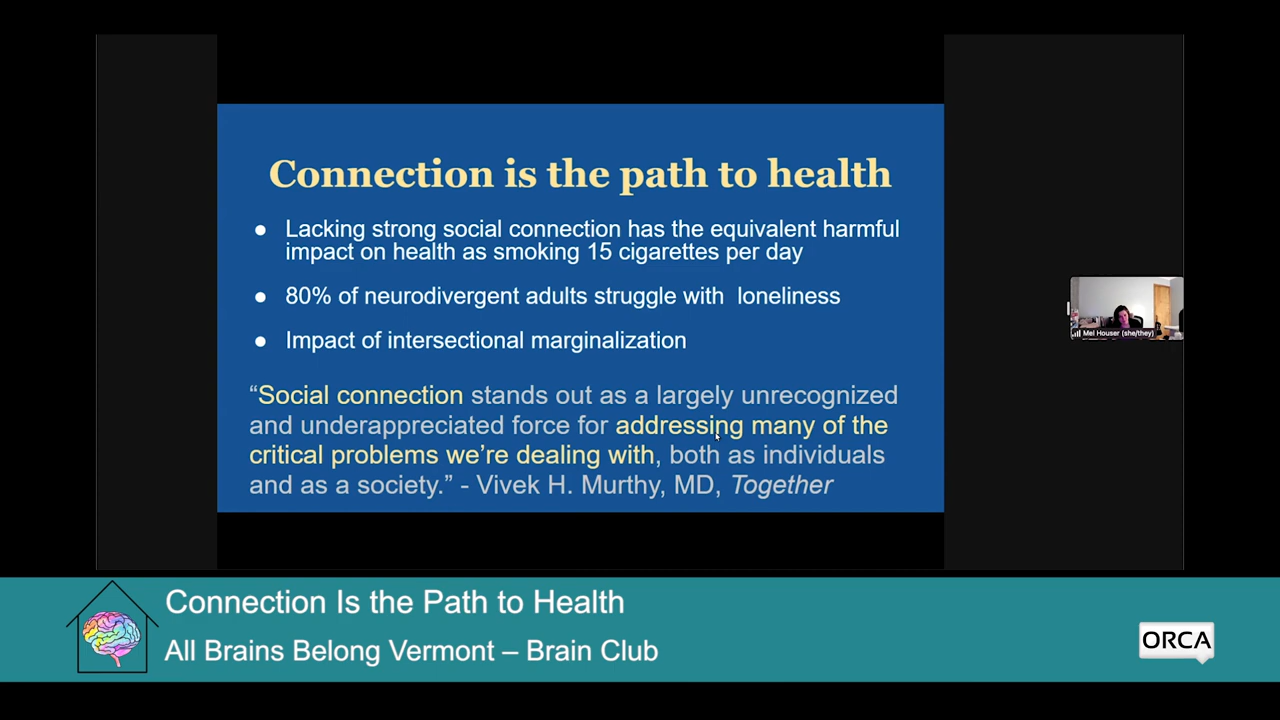 Connection is the path to health
● Lacking strong social connection has the equivalent harmful
impact on health as smoking 15 cigarettes per day
● 80% of neurodivergent adults struggle with loneliness
● Impact of intersectional marginalization
“Social connection stands out as a largely unrecognized
and underappreciated force for addressing many of the
critical problems we’re dealing with, both as individuals
and as a society.” - Vivek H. Murthy, MD, Together
Mel Houser (she/they)
Connection Is the Path to Health
All Brains Belong Vermont – Brain Club
ORCA